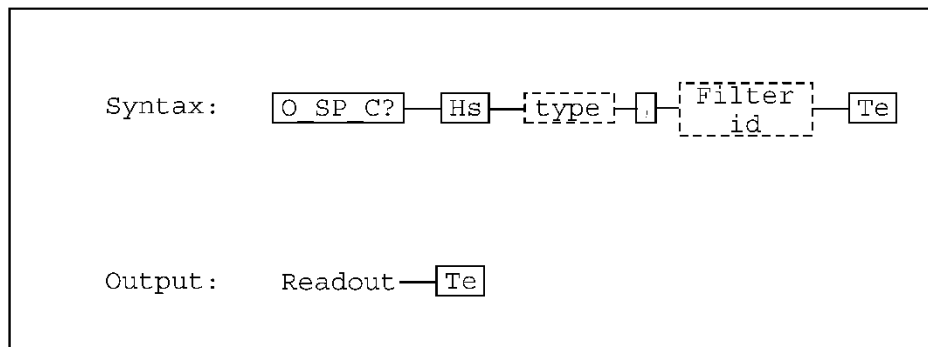 Syntax: O_SP_C? Hs type , Filter id Te
Output: Readout Te